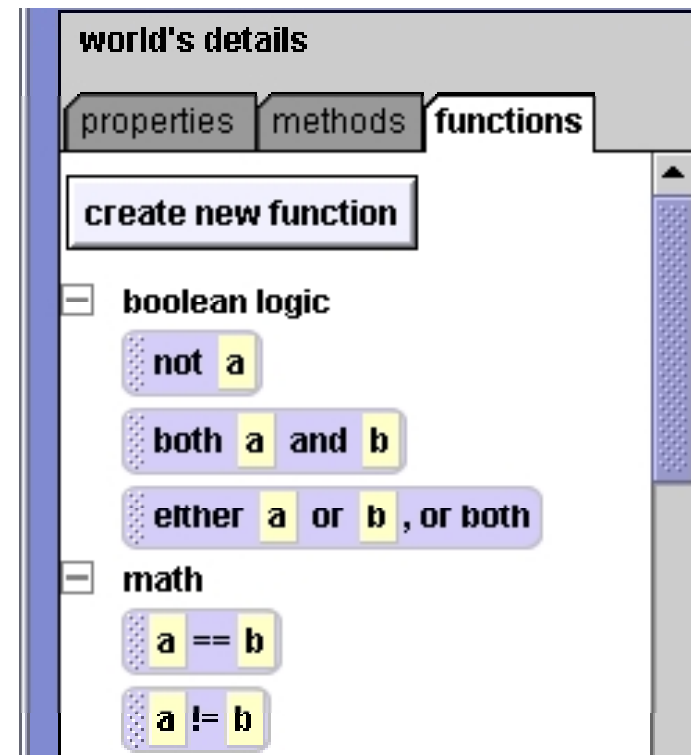 world's details
properties methods functions
create new function
boolean logic
not a
both a and b
either a or b , or both
math
a == b
a != b